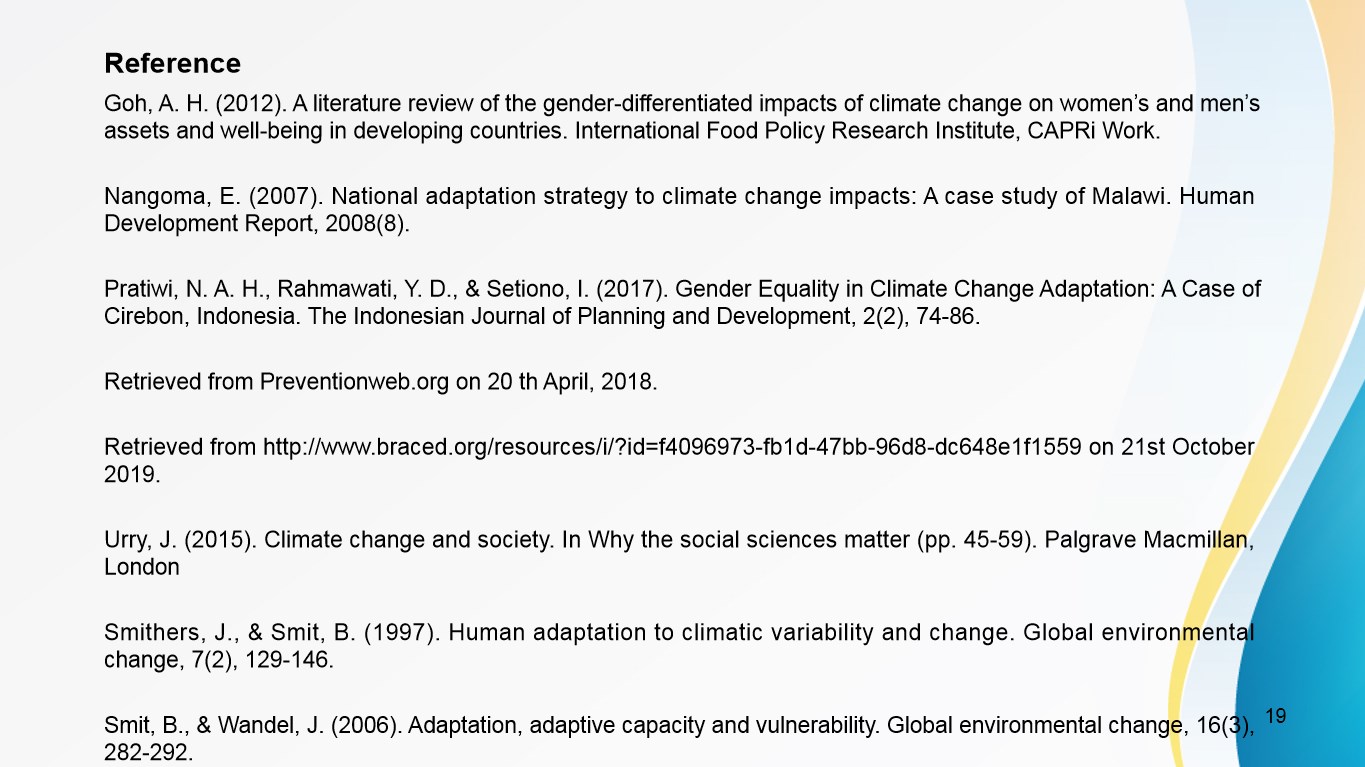 Reference
Goh, A. H. (2012). A literature review of the gender-differentiated impacts of climate change on women’s and men’s
assets and well-being in developing countries. International Food Policy Research Institute, CAPRi Work.
Nangoma, E. (2007). National adaptation strategy to climate change impacts: A case study of Malawi. Human
Development Report, 2008(8).
Pratiwi, N. A. H., Rahmawati, Y. D., & Setiono, I. (2017). Gender Equality in Climate Change Adaptation: A Case of
Cirebon, Indonesia. The Indonesian Journal of Planning and Development, 2(2), 74-86.
Retrieved from Preventionweb.org on 20 th April, 2018.
Retrieved from http://www.braced.org/resources/i/?id=f4096973-fb1d-47bb-96d8-dc648e1f1559 on 21st October
2019.
Urry, J. (2015). Climate change and society. In Why the social sciences matter (pp. 45-59). Palgrave Macmillan,
London
Smithers, J., & Smit, B. (1997). Human adaptation to climatic variability and change. Global environmental
change, 7(2), 129-146.
Smit, B., & Wandel, J. (2006). Adaptation, adaptive capacity and vulnerability. Global environmental change, 16(3),
282-292.
19